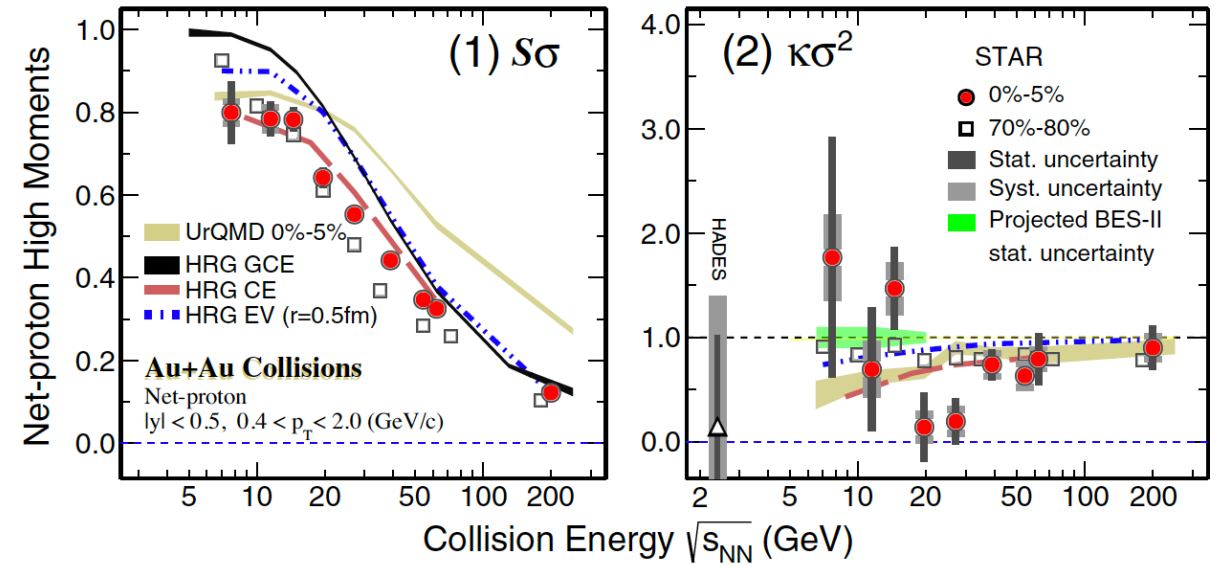 Net-proton High Moments
1.0
0.8
0.6
0.4
0.2
0.0
(1) Sσ
UrQMD 0%-5%
HRG GCE
HRG CE
HRG EV (r=0.5fm)
Au+Au Collisions
Net-proton
|y| < 0.5, 0.4 < p_T < 2.0 (GeV/c)
5 10 20 50 100 200
4.0
3.0
2.0
1.0
0.0
(2) κσ²
STAR
0%-5%
70%-80%
Stat. uncertainty
Syst. uncertainty
Projected BES-II
stat. uncertainty
HADES
2 5 10 20 50 100 200
Collision Energy √s_NN (GeV)